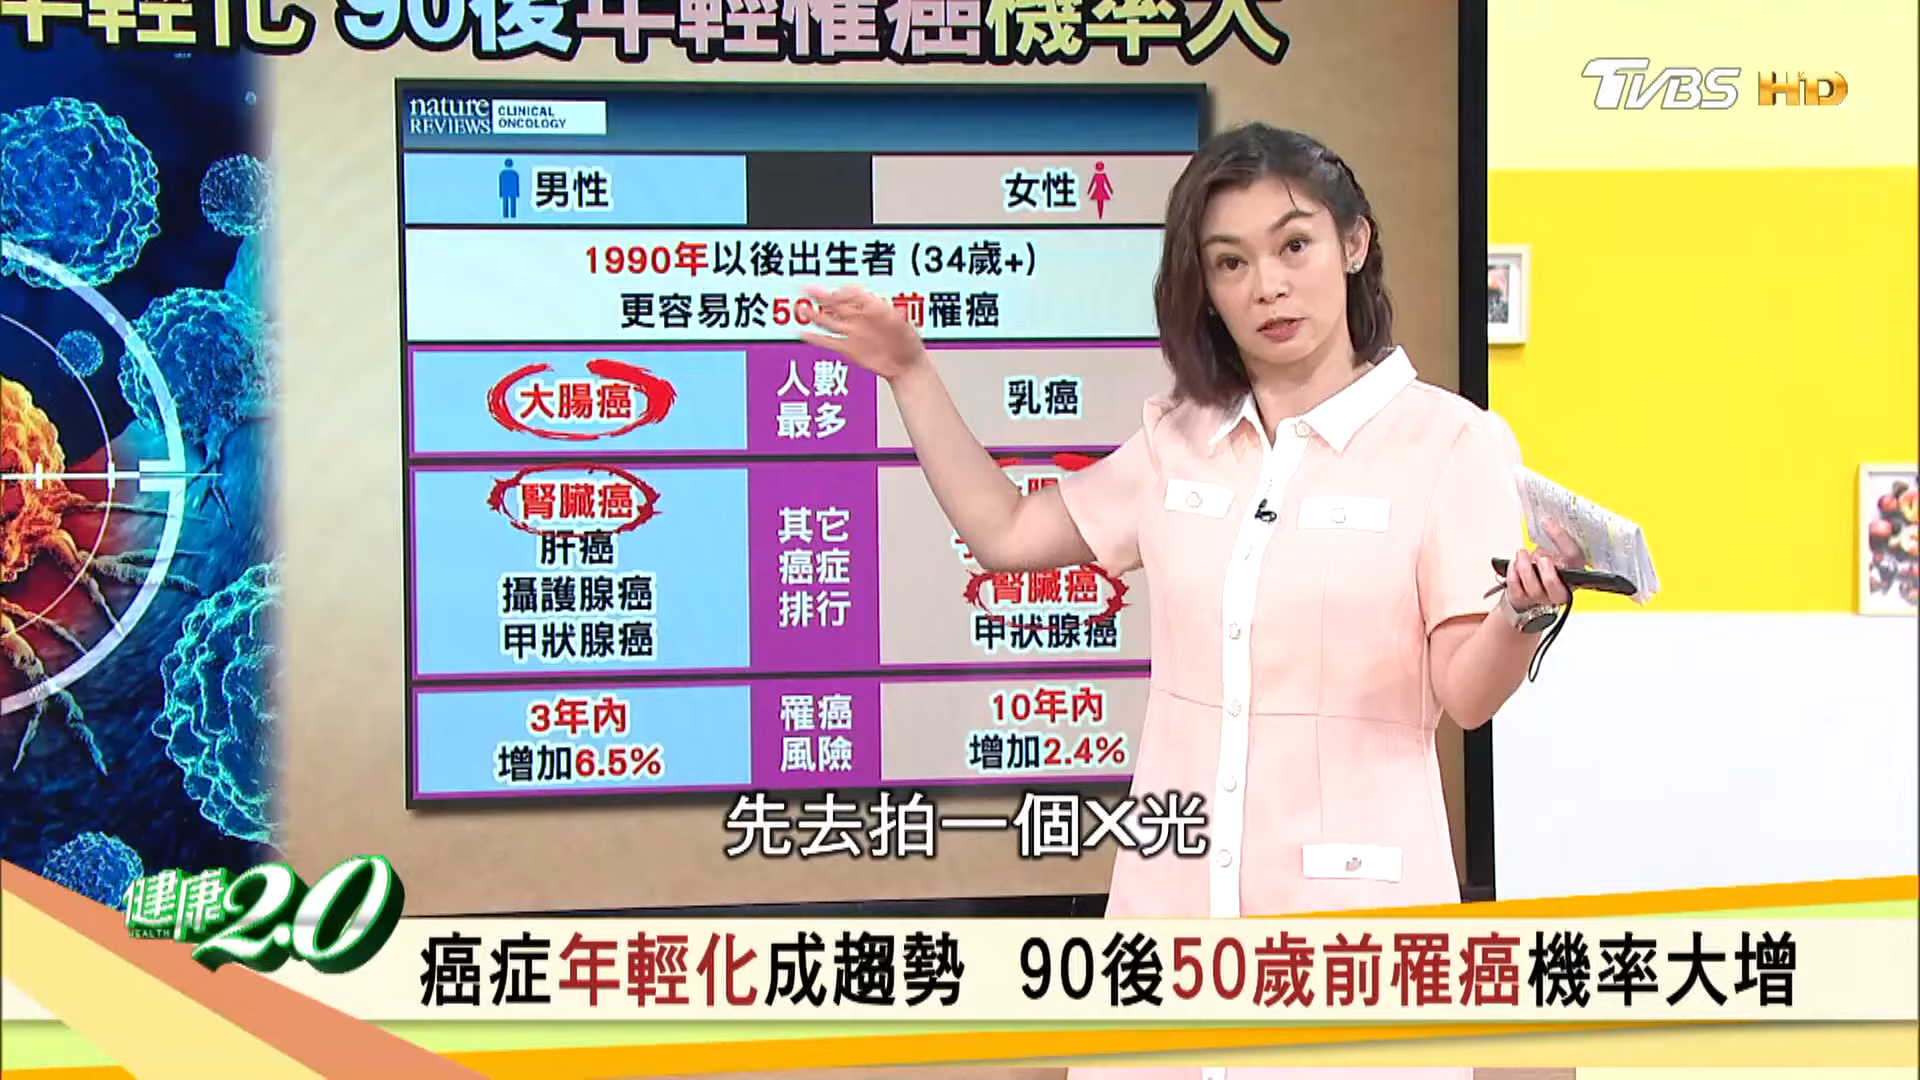 年輕化 90後年輕罹癌機率大
TVBS HD
nature
REVIEWS
CLINICAL
ONCOLOGY
男性
女性
1990年以後出生者(34歲+)
更容易於50 前罹癌
大腸癌
人數
最多
乳癌
腎臟癌
肝癌
攝護腺癌
甲狀腺癌
其它
癌症
排行
腸
腎臟癌
甲狀腺癌
3年內
增加6.5%
罹癌
風險
10年內
增加2.4%
先去拍一個X光
健康2.0
HEALTH
癌症年輕化成趨勢 90後50歲前罹癌機率大增